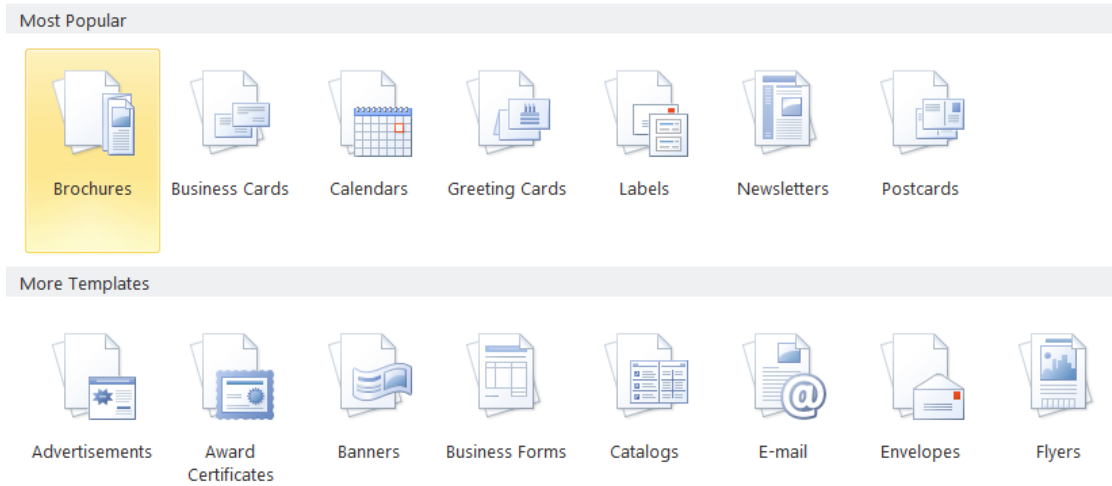 Most Popular
Brochures
Business Cards
Calendars
Greeting Cards
Labels
Newsletters
Postcards
More Templates
Advertisements
Award
Certificates
Banners
Business Forms
Catalogs
E-mail
Envelopes
Flyers